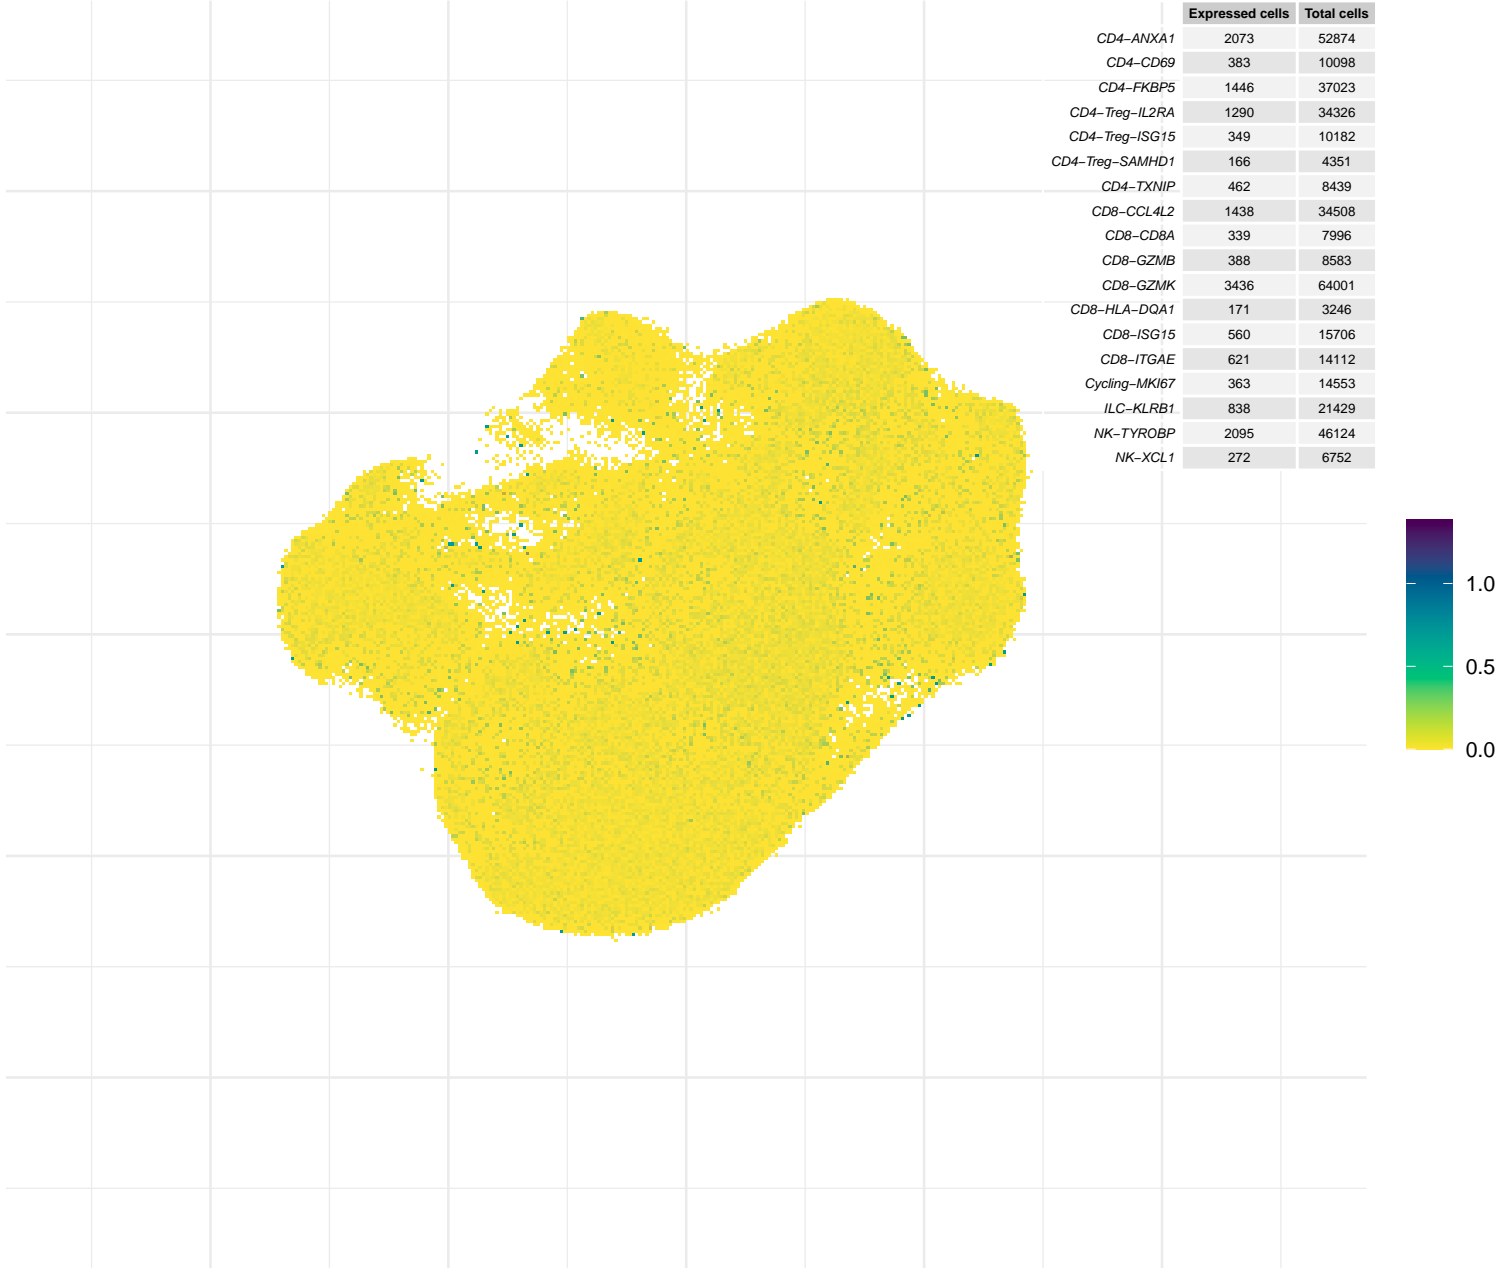 Expressed cells Total cells
CD4−ANXA1 2073 52874
CD4−CD69 383 10098
CD4−FKBP5 1446 37023
CD4−Treg−IL2RA 1290 34326
CD4−Treg−ISG15 349 10182
CD4−Treg−SAMHD1 166 4351
CD4−TXNIP 462 8439
CD8−CCL4L2 1438 34508
CD8−CD8A 339 7996
CD8−GZMB 388 8583
CD8−GZMK 3436 64001
CD8−HLA−DQA1 171 3246
CD8−ISG15 560 15706
CD8−ITGAE 621 14112
Cycling−MKI67 363 14553
ILC−KLRB1 838 21429
NK−TYROBP 2095 46124
NK−XCL1 272 6752
1.0
0.5
0.0